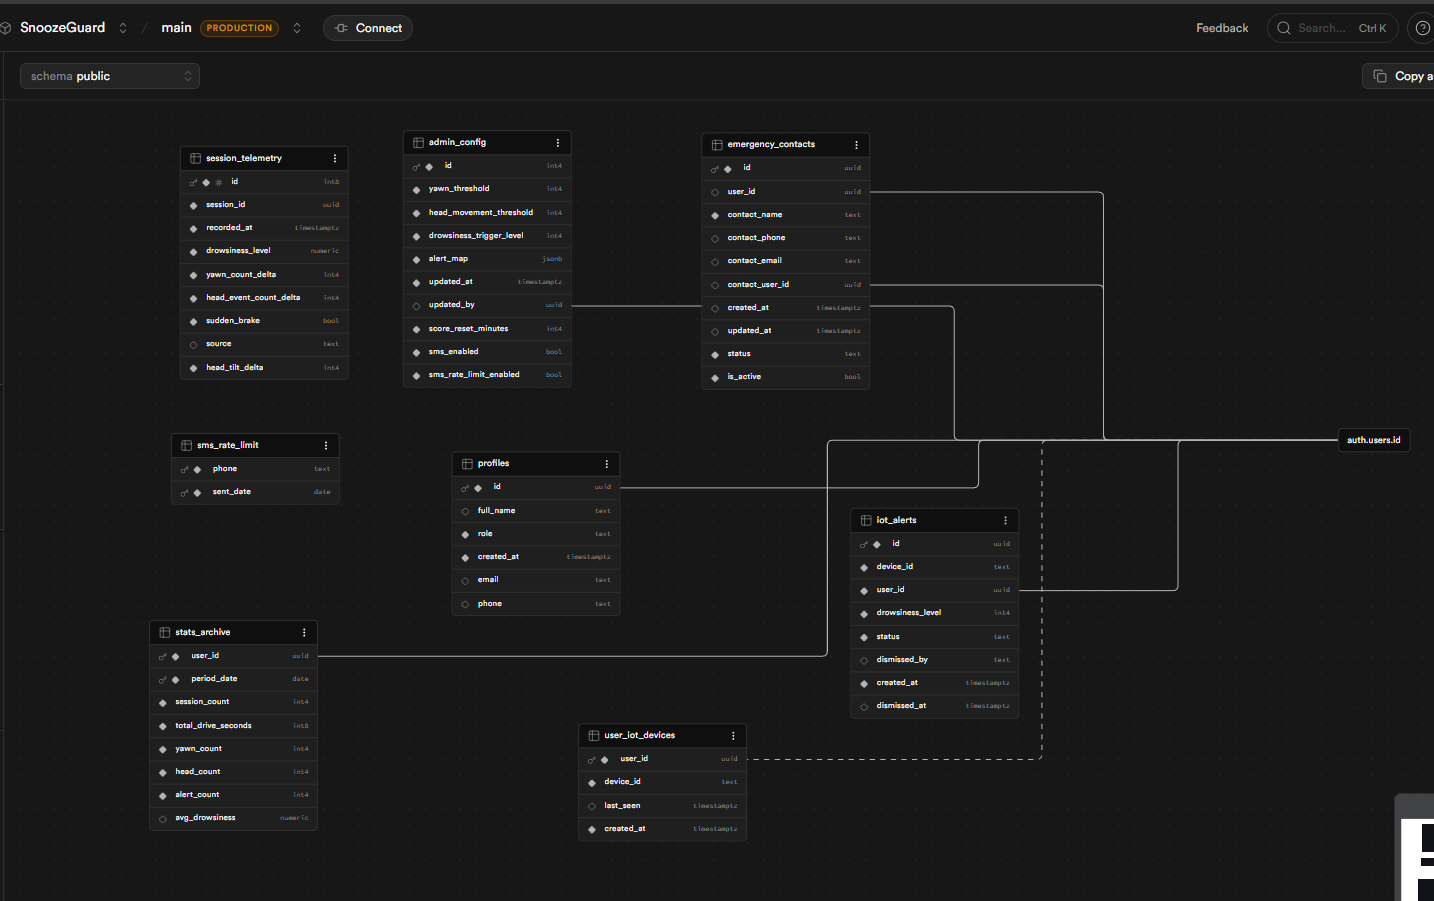 SnoozeGuard / main PRODUCTION Connect Feedback Search... Ctrl K
schema public Copy a
session_telemetry
id int8
session_id uuid
recorded_at timestamptz
drowsiness_level numeric
yawn_count_delta int4
head_event_count_delta int4
sudden_brake bool
source text
head_tilt_delta int4
admin_config
id int4
yawn_threshold int4
head_movement_threshold int4
drowsiness_trigger_level int4
alert_map jsonb
updated_at timestamptz
updated_by uuid
score_reset_minutes int4
sms_enabled bool
sms_rate_limit_enabled bool
emergency_contacts
id uuid
user_id uuid
contact_name text
contact_phone text
contact_email text
contact_user_id uuid
created_at timestamptz
updated_at timestamptz
status text
is_active bool
auth.users.id
sms_rate_limit
phone text
sent_date date
profiles
id uuid
full_name text
role text
created_at timestamptz
email text
phone text
iot_alerts
id uuid
device_id text
user_id uuid
drowsiness_level int4
status text
dismissed_by text
created_at timestamptz
dismissed_at timestamptz
stats_archive
user_id uuid
period_date date
session_count int4
total_drive_seconds int8
yawn_count int4
head_count int4
alert_count int4
avg_drowsiness numeric
user_iot_devices
user_id uuid
device_id text
last_seen timestamptz
created_at timestamptz